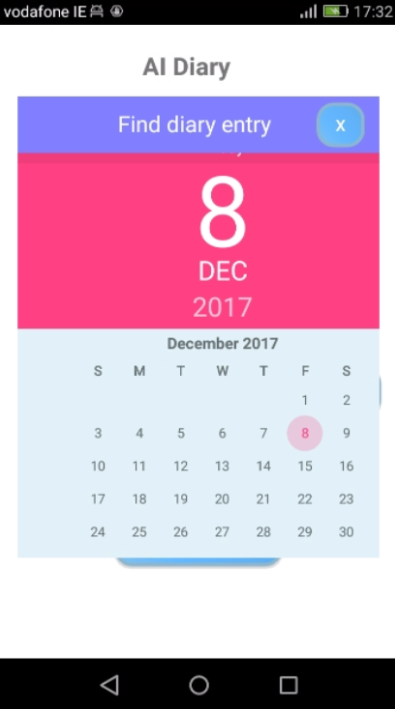 vodafone IE 17:32
AI Diary
Find diary entry x
8
DEC
2017
December 2017
S M T W T F S
1 2
3 4 5 6 7 8 9
10 11 12 13 14 15 16
17 18 19 20 21 22 23
24 25 26 27 28 29 30